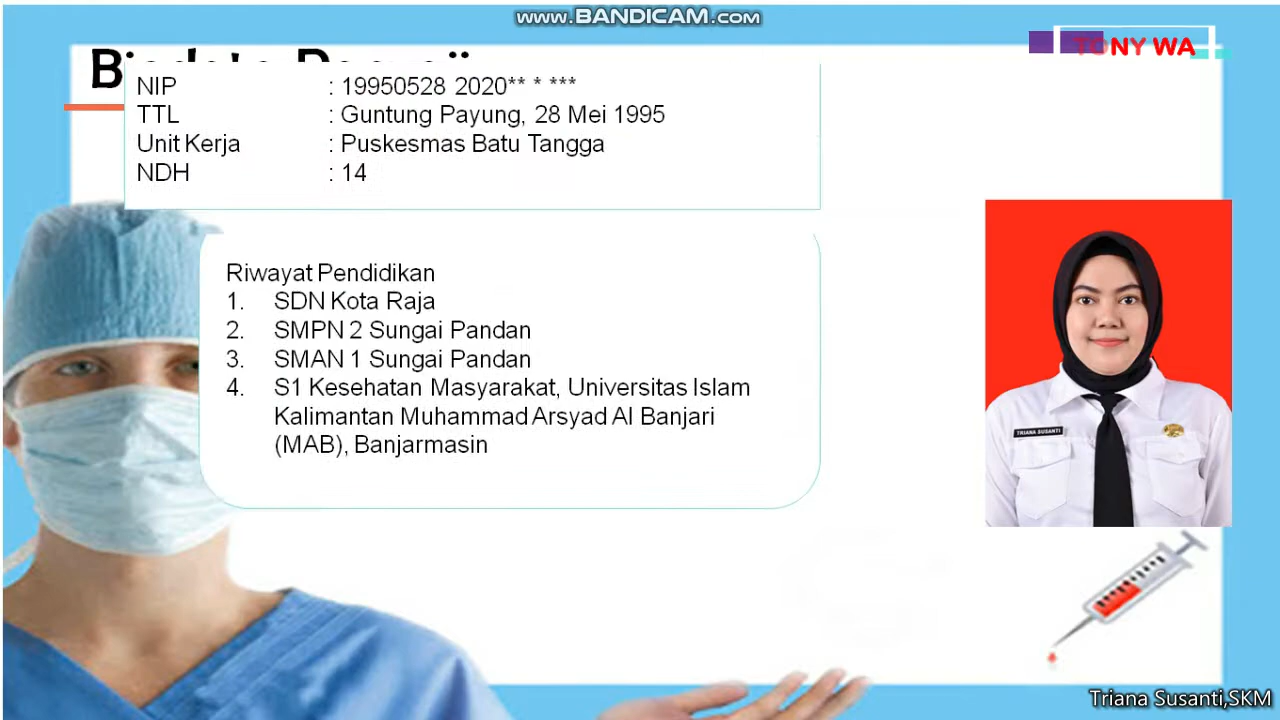 www.BANDICAM.com
TONY WA
NIP : 19950528 2020** * ***
TTL : Guntung Payung, 28 Mei 1995
Unit Kerja : Puskesmas Batu Tangga
NDH : 14
Riwayat Pendidikan
1. SDN Kota Raja
2. SMPN 2 Sungai Pandan
3. SMAN 1 Sungai Pandan
4. S1 Kesehatan Masyarakat, Universitas Islam
Kalimantan Muhammad Arsyad Al Banjari
(MAB), Banjarmasin
TRIANA SUSANTI
Triana Susanti,SKM